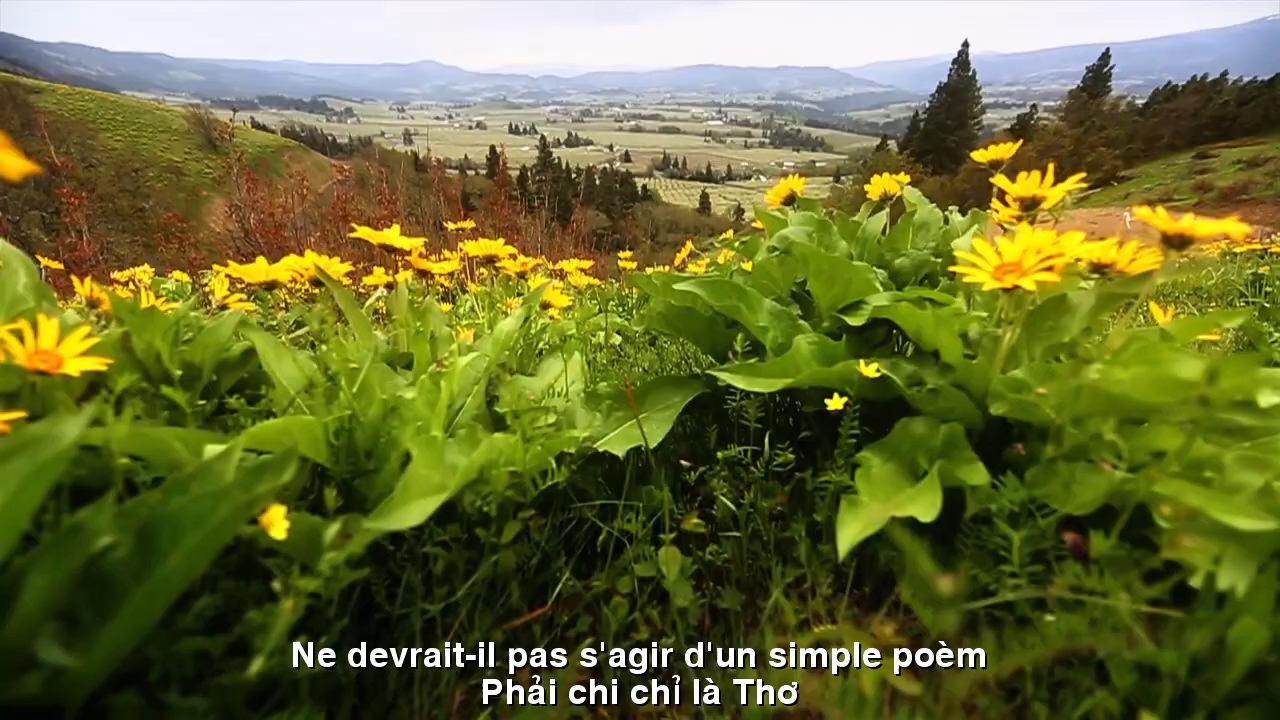 Ne devrait-il pas s'agir d'un simple poèm
Phải chi chỉ là Thơ